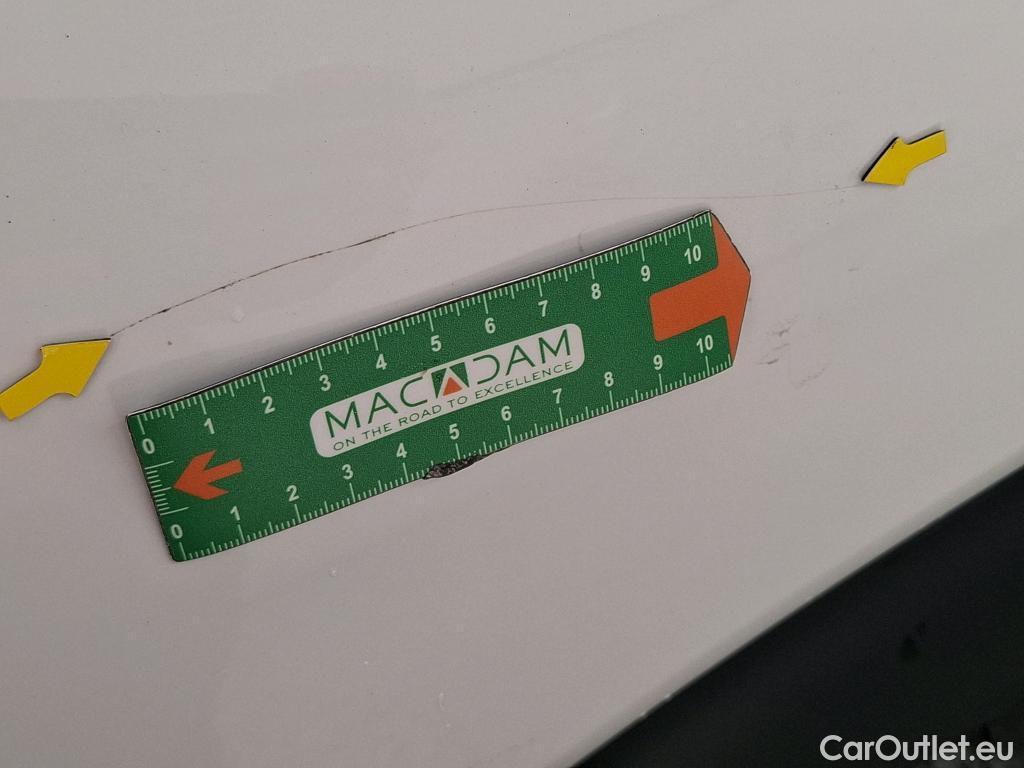 0 1 2 3 4 5 6 7 8 9 10
MACADAM
ON THE ROAD TO EXCELLENCE
0 1 2 3 4 5 6 7 8 9 10
CarOutlet.eu